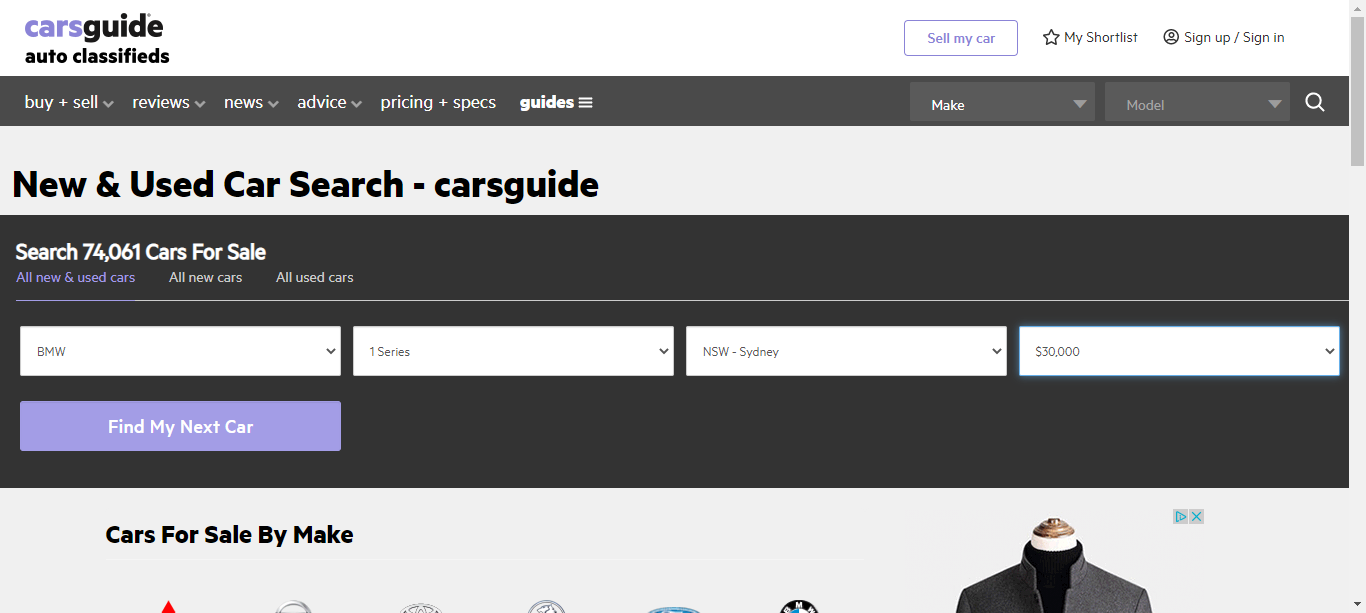 carsguide
auto classifieds
Sell my car
My Shortlist
Sign up / Sign in
buy + sell
reviews
news
advice
pricing + specs
guides
Make
Model
New & Used Car Search - carsguide
Search 74,061 Cars For Sale
All new & used cars
All new cars
All used cars
BMW
1 Series
NSW - Sydney
$30,000
Find My Next Car
Cars For Sale By Make
BMW